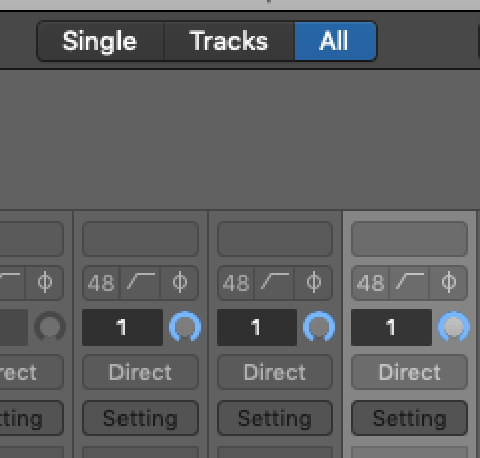 Single Tracks All
48 ϕ 48 ϕ 48 ϕ
1 1 1
rect Direct Direct Direct
tting Setting Setting Setting